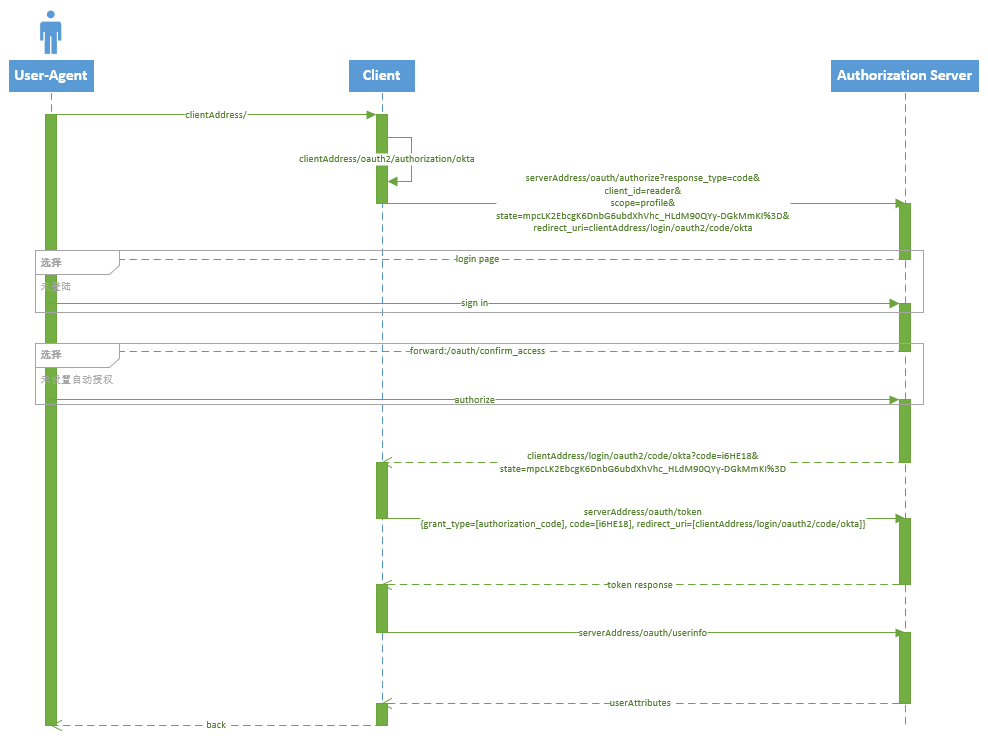 User-Agent
Client
Authorization Server
clientAddress/
clientAddress/oauth2/authorization/okta
serverAddress/oauth/authorize?response_type=code&
client_id=reader&
scope=profile&
state=mpcLK2EbcgK6DnbG6ubdXhVhc_HLdM90QYy-DGkMmKI%3D&
redirect_uri=clientAddress/login/oauth2/code/okta
选择
login page
未登陆
sign in
选择
forward:/oauth/confirm_access
未设置自动授权
authorize
clientAddress/login/oauth2/code/okta?code=i6HE18&
state=mpcLK2EbcgK6DnbG6ubdXhVhc_HLdM90QYy-DGkMmKI%3D
serverAddress/oauth/token
{grant_type=[authorization_code], code=[i6HE18], redirect_uri=[clientAddress/login/oauth2/code/okta]}
token response
serverAddress/oauth/userinfo
userAttributes
back